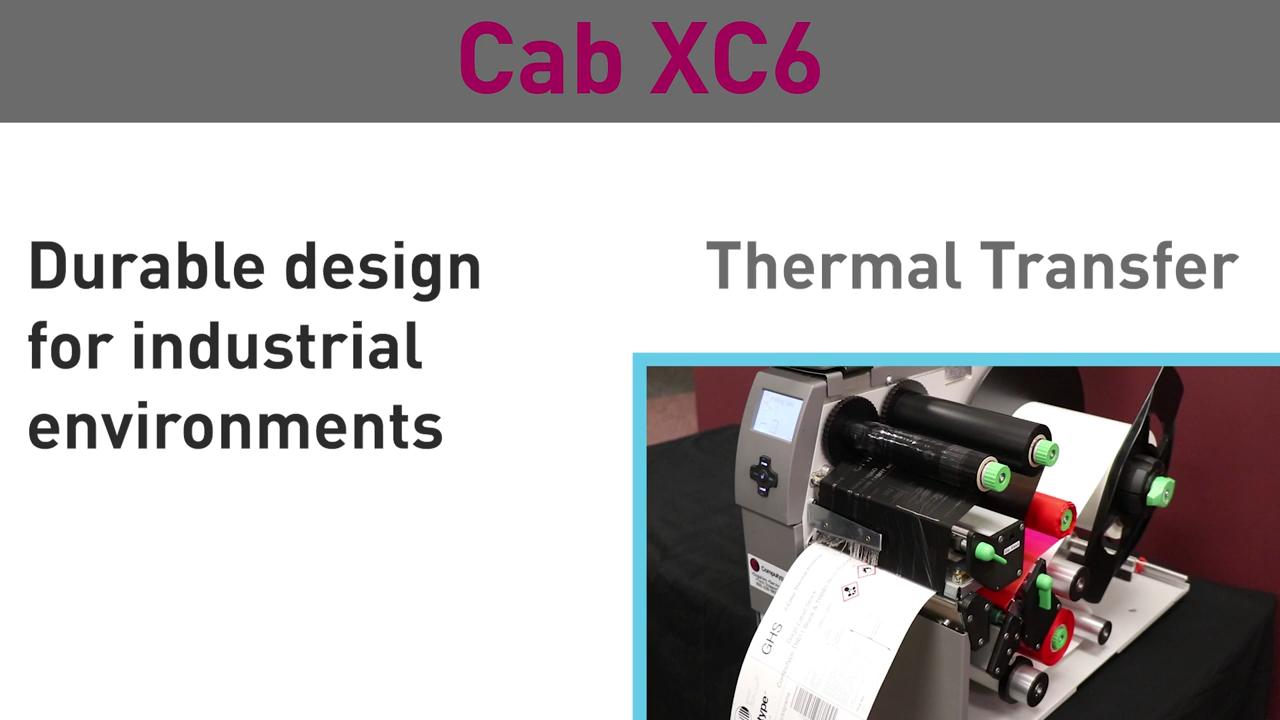 Cab XC6
Durable design
for industrial
environments
Thermal Transfer
GHS